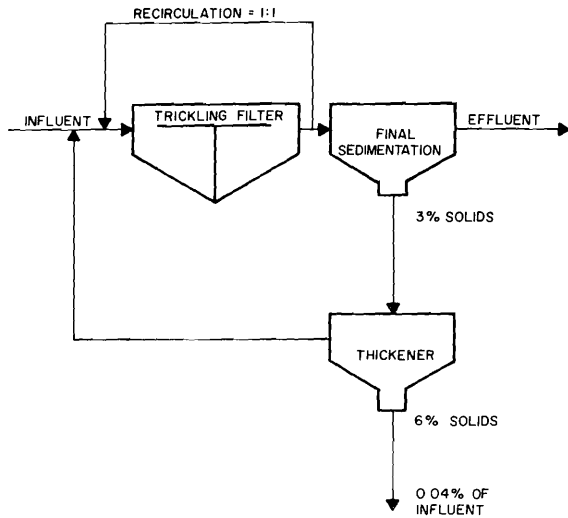 RECIRCULATION = 1:1
INFLUENT
TRICKLING FILTER
FINAL
SEDIMENTATION
EFFLUENT
3% SOLIDS
THICKENER
6% SOLIDS
0.04% OF
INFLUENT